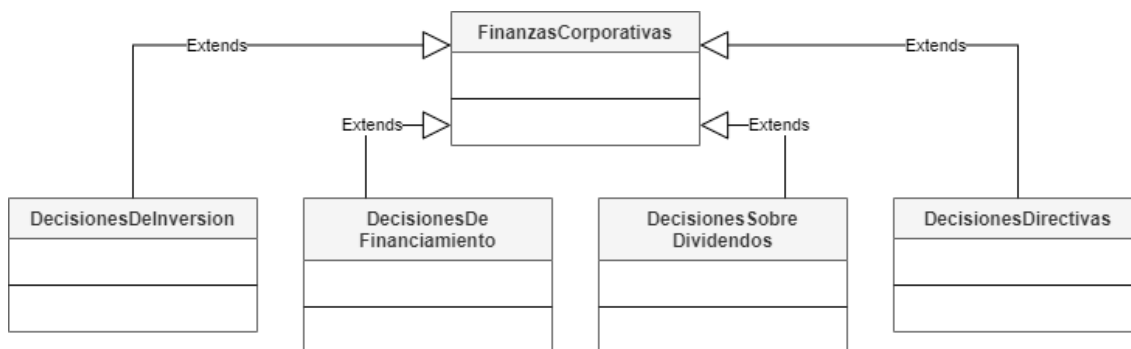 FinanzasCorporativas
Extends
Extends
Extends
Extends
DecisionesDeInversion
DecisionesDe
Financiamiento
DecisionesSobre
Dividendos
DecisionesDirectivas